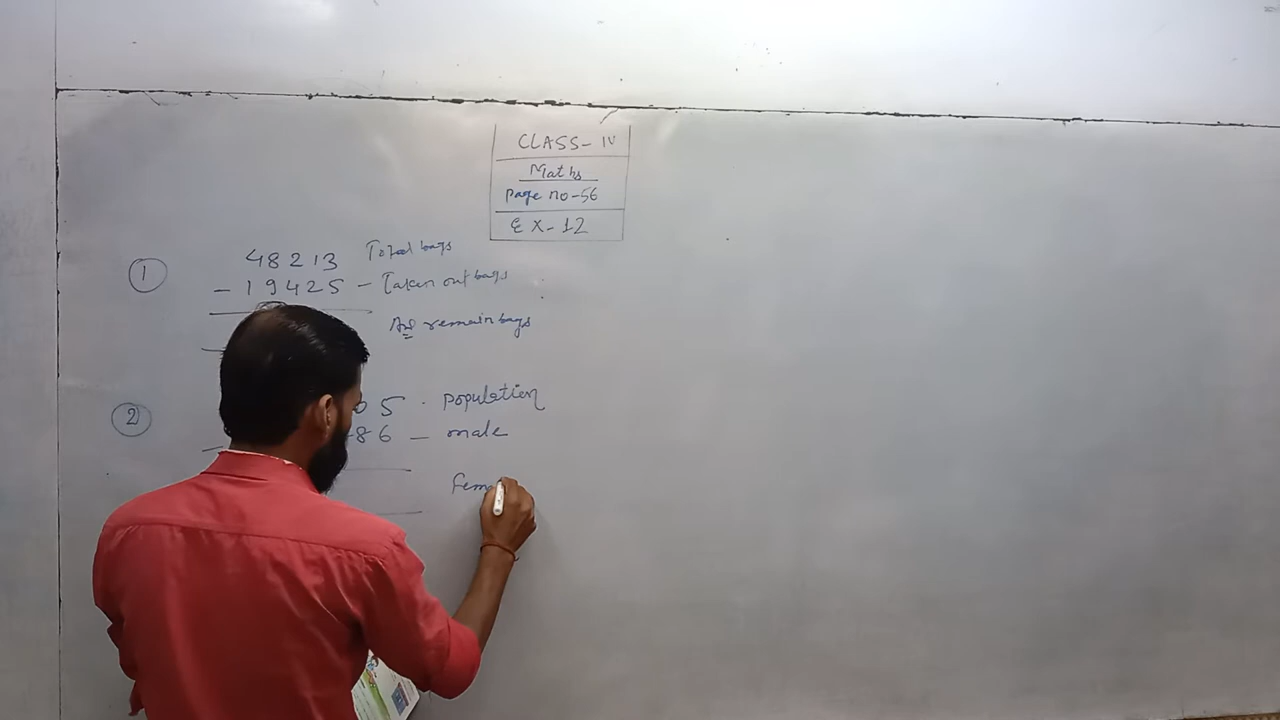 CLASS-IV
Maths
Page no-56
EX-12
1 48213 Total bags
- 19425 - Taken out bags
Ans remain bags
2 05. population
86 - male
fem